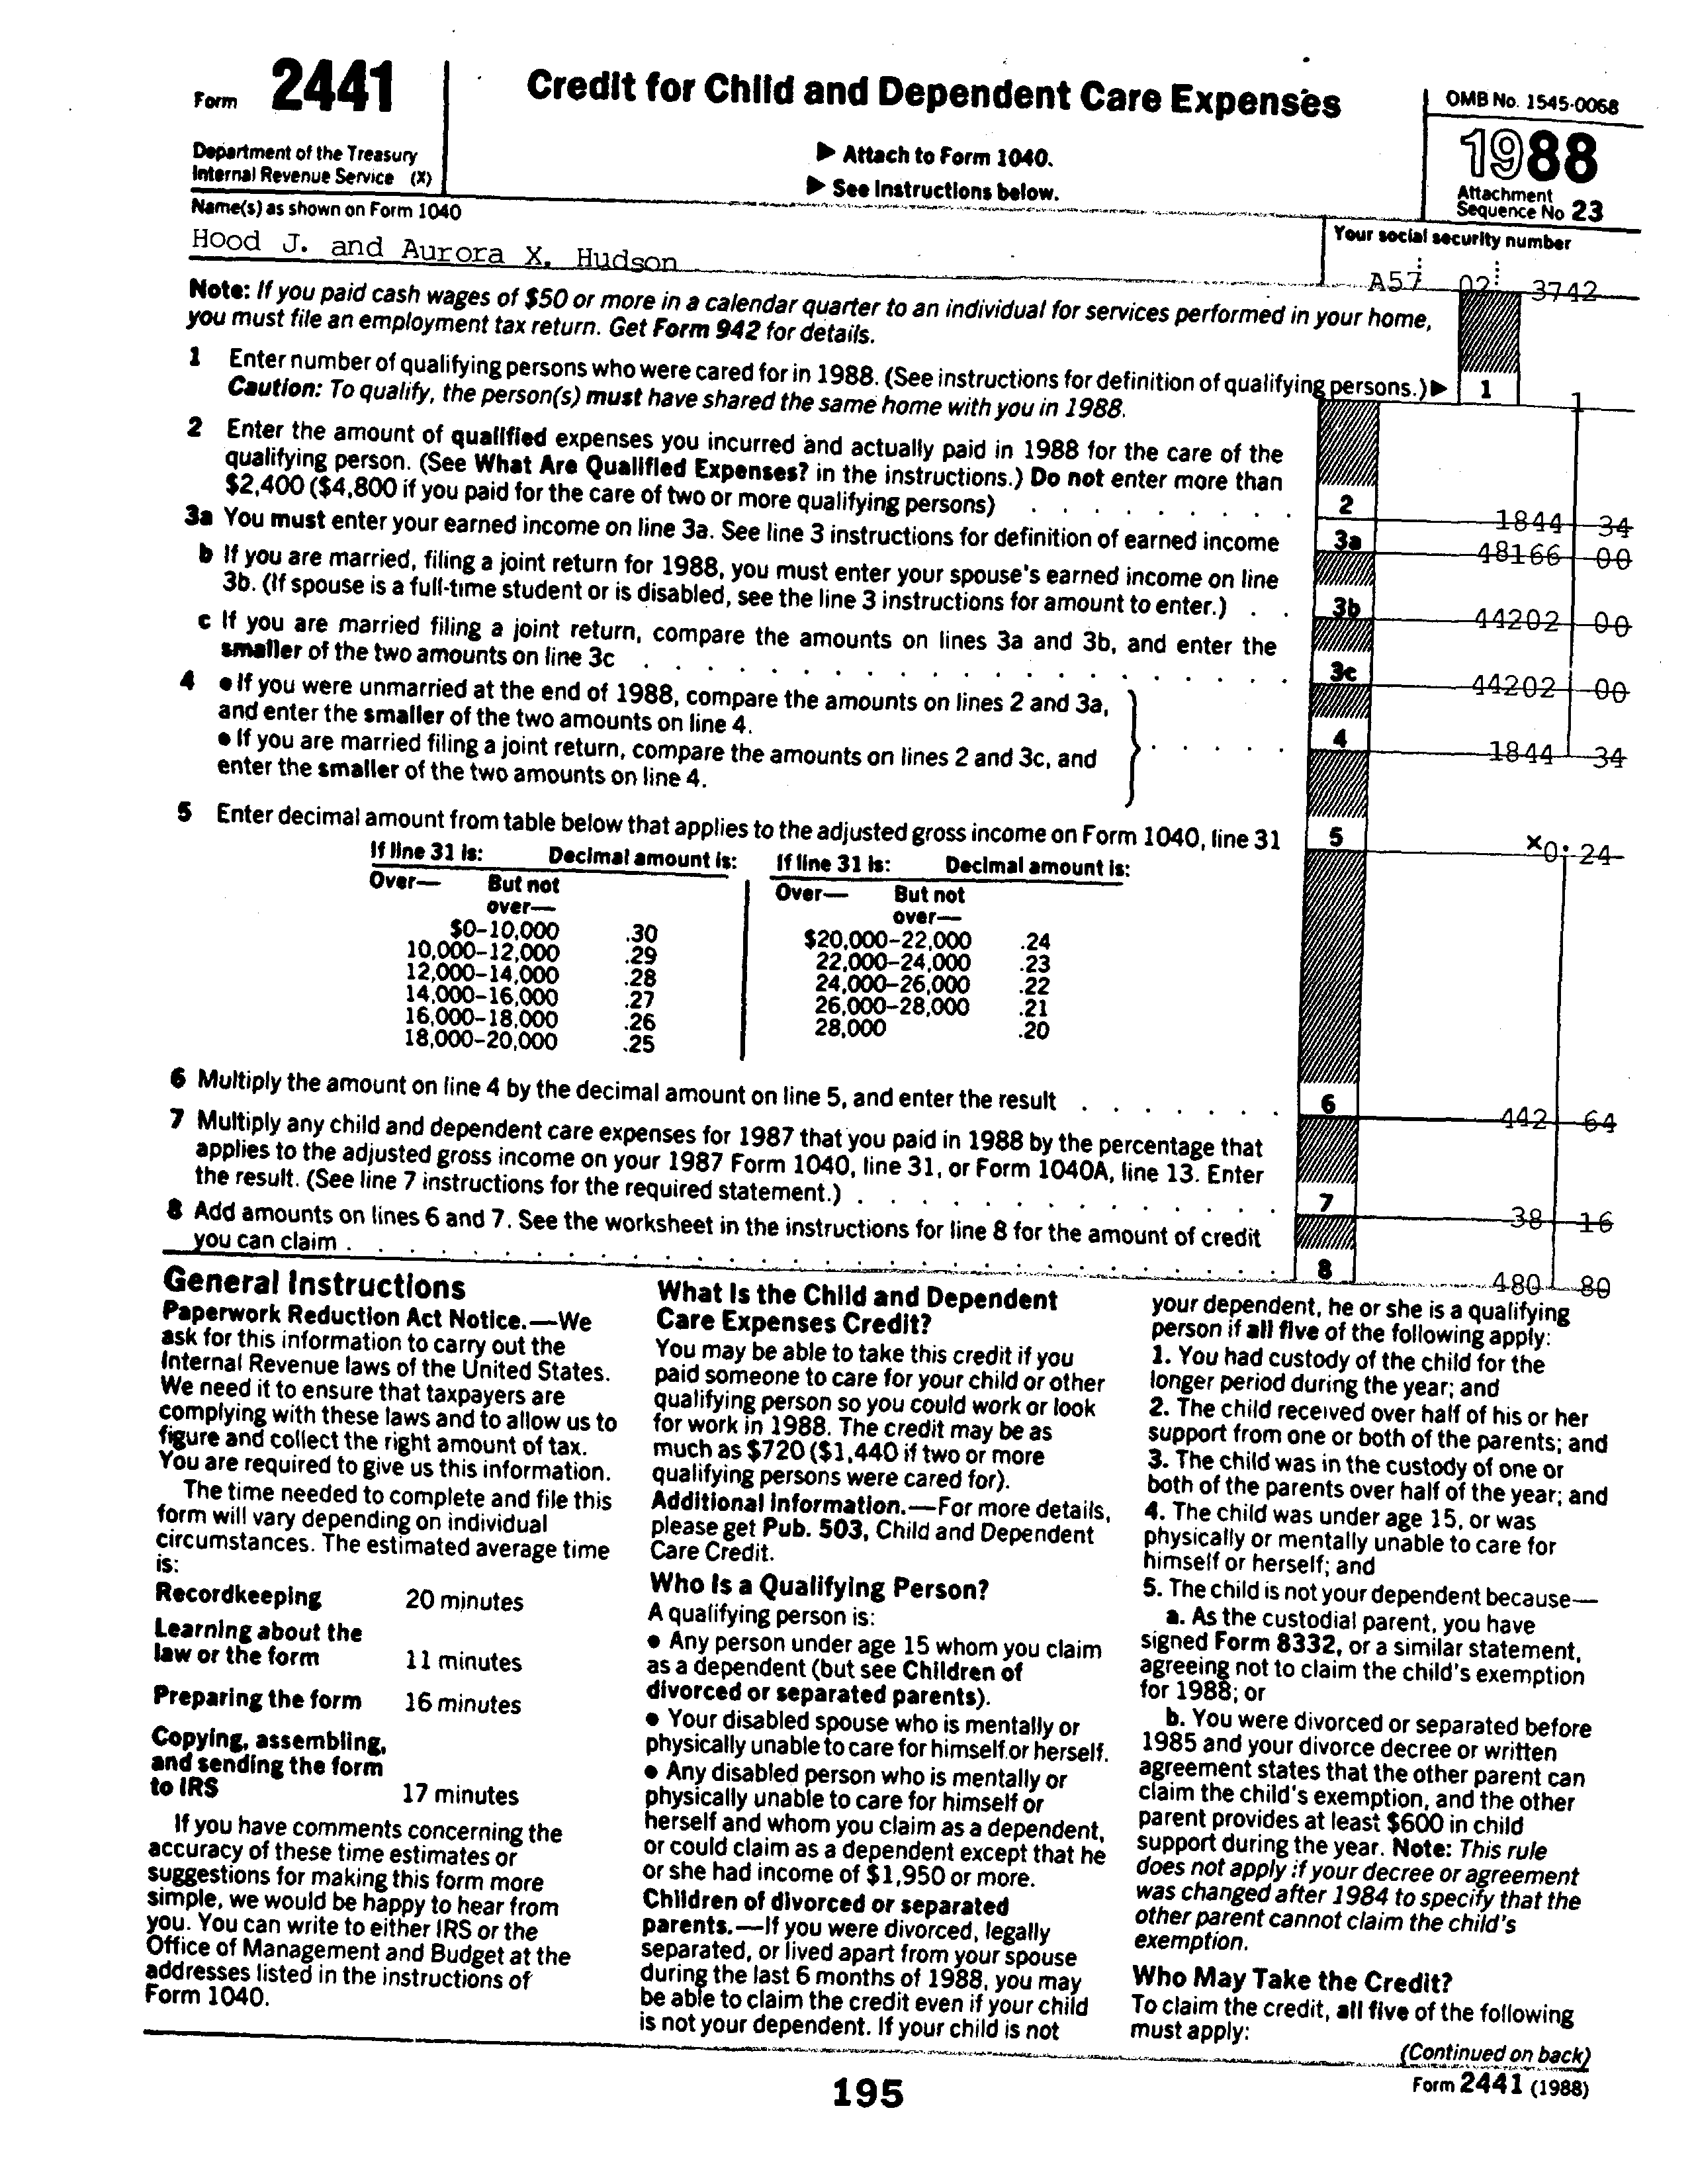 Form 2441
Credit for Child and Dependent Care Expenses
OMB No. 1545-0068
1988
Department of the Treasury
Internal Revenue Service (X)
▶ Attach to Form 1040.
▶ See Instructions below.
Attachment
Sequence No 23
Name(s) as shown on Form 1040
Your social security number
Hood J. and Aurora X. Hudson
A57 02 3742
Note: If you paid cash wages of $50 or more in a calendar quarter to an individual for services performed in your home,
you must file an employment tax return. Get Form 942 for details.
1 Enter number of qualifying persons who were cared for in 1988. (See instructions for definition of qualifying persons.) ▶ 1 1
Caution: To qualify, the person(s) must have shared the same home with you in 1988.
2 Enter the amount of qualified expenses you incurred and actually paid in 1988 for the care of the
qualifying person. (See What Are Qualified Expenses? in the instructions.) Do not enter more than
$2,400 ($4,800 if you paid for the care of two or more qualifying persons) . . . . . . . . . 2 1844 34
3a You must enter your earned income on line 3a. See line 3 instructions for definition of earned income 3a 48166 00
b If you are married, filing a joint return for 1988, you must enter your spouse's earned income on line
3b. (If spouse is a full-time student or is disabled, see the line 3 instructions for amount to enter.) . . 3b 44202 00
c If you are married filing a joint return, compare the amounts on lines 3a and 3b, and enter the
smaller of the two amounts on line 3c . . . . . . . . . . . . . . . . . . . . 3c 44202 00
4 ● If you were unmarried at the end of 1988, compare the amounts on lines 2 and 3a,
and enter the smaller of the two amounts on line 4.
● If you are married filing a joint return, compare the amounts on lines 2 and 3c, and
enter the smaller of the two amounts on line 4.
. . . . . 4 1844 34
5 Enter decimal amount from table below that applies to the adjusted gross income on Form 1040, line 31 5 ×0. 24
If line 31 is: Decimal amount is: If line 31 is: Decimal amount is:
Over— But not over— Over— But not over—
$0–10,000 .30 $20,000–22,000 .24
10,000–12,000 .29 22,000–24,000 .23
12,000–14,000 .28 24,000–26,000 .22
14,000–16,000 .27 26,000–28,000 .21
16,000–18,000 .26 28,000 .20
18,000–20,000 .25
6 Multiply the amount on line 4 by the decimal amount on line 5, and enter the result . . . . . . . 6 442 64
7 Multiply any child and dependent care expenses for 1987 that you paid in 1988 by the percentage that
applies to the adjusted gross income on your 1987 Form 1040, line 31, or Form 1040A, line 13. Enter
the result. (See line 7 instructions for the required statement.) . . . . . . . . . . . . . . 7 38 16
8 Add amounts on lines 6 and 7. See the worksheet in the instructions for line 8 for the amount of credit
you can claim . . . . . . . . . . . . . . . . . . . . . . . . . . . . . 8 480 80
General Instructions
Paperwork Reduction Act Notice.—We
ask for this information to carry out the
Internal Revenue laws of the United States.
We need it to ensure that taxpayers are
complying with these laws and to allow us to
figure and collect the right amount of tax.
You are required to give us this information.
The time needed to complete and file this
form will vary depending on individual
circumstances. The estimated average time
is:
Recordkeeping 20 minutes
Learning about the
law or the form 11 minutes
Preparing the form 16 minutes
Copying, assembling,
and sending the form
to IRS 17 minutes
If you have comments concerning the
accuracy of these time estimates or
suggestions for making this form more
simple, we would be happy to hear from
you. You can write to either IRS or the
Office of Management and Budget at the
addresses listed in the instructions of
Form 1040.
What Is the Child and Dependent
Care Expenses Credit?
You may be able to take this credit if you
paid someone to care for your child or other
qualifying person so you could work or look
for work in 1988. The credit may be as
much as $720 ($1,440 if two or more
qualifying persons were cared for).
Additional Information.—For more details,
please get Pub. 503, Child and Dependent
Care Credit.
Who Is a Qualifying Person?
A qualifying person is:
● Any person under age 15 whom you claim
as a dependent (but see Children of
divorced or separated parents).
● Your disabled spouse who is mentally or
physically unable to care for himself or herself.
● Any disabled person who is mentally or
physically unable to care for himself or
herself and whom you claim as a dependent,
or could claim as a dependent except that he
or she had income of $1,950 or more.
Children of divorced or separated
parents.—If you were divorced, legally
separated, or lived apart from your spouse
during the last 6 months of 1988, you may
be able to claim the credit even if your child
is not your dependent. If your child is not
your dependent, he or she is a qualifying
person if all five of the following apply:
1. You had custody of the child for the
longer period during the year; and
2. The child received over half of his or her
support from one or both of the parents; and
3. The child was in the custody of one or
both of the parents over half of the year; and
4. The child was under age 15, or was
physically or mentally unable to care for
himself or herself; and
5. The child is not your dependent because—
a. As the custodial parent, you have
signed Form 8332, or a similar statement,
agreeing not to claim the child's exemption
for 1988; or
b. You were divorced or separated before
1985 and your divorce decree or written
agreement states that the other parent can
claim the child's exemption, and the other
parent provides at least $600 in child
support during the year. Note: This rule
does not apply if your decree or agreement
was changed after 1984 to specify that the
other parent cannot claim the child's
exemption.
Who May Take the Credit?
To claim the credit, all five of the following
must apply:
(Continued on back)
195
Form 2441 (1988)